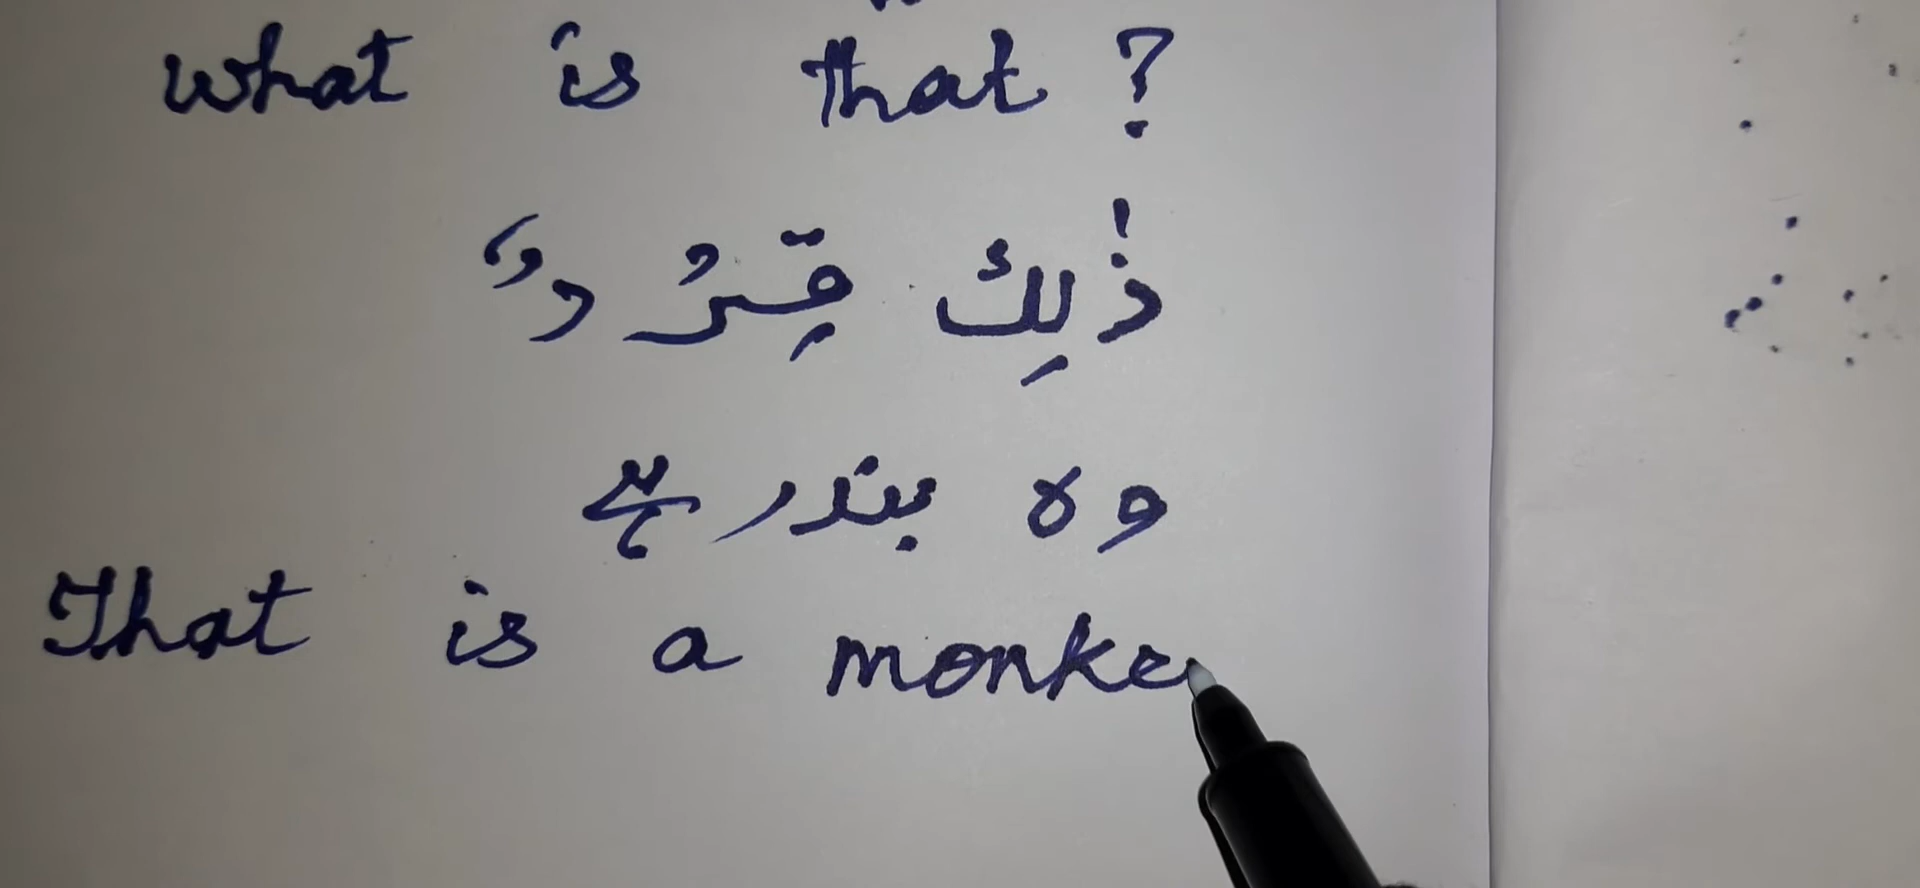 What is that ?
ذٰلِكَ قِرْدٌ
وہ بندر ہے
That is a monke